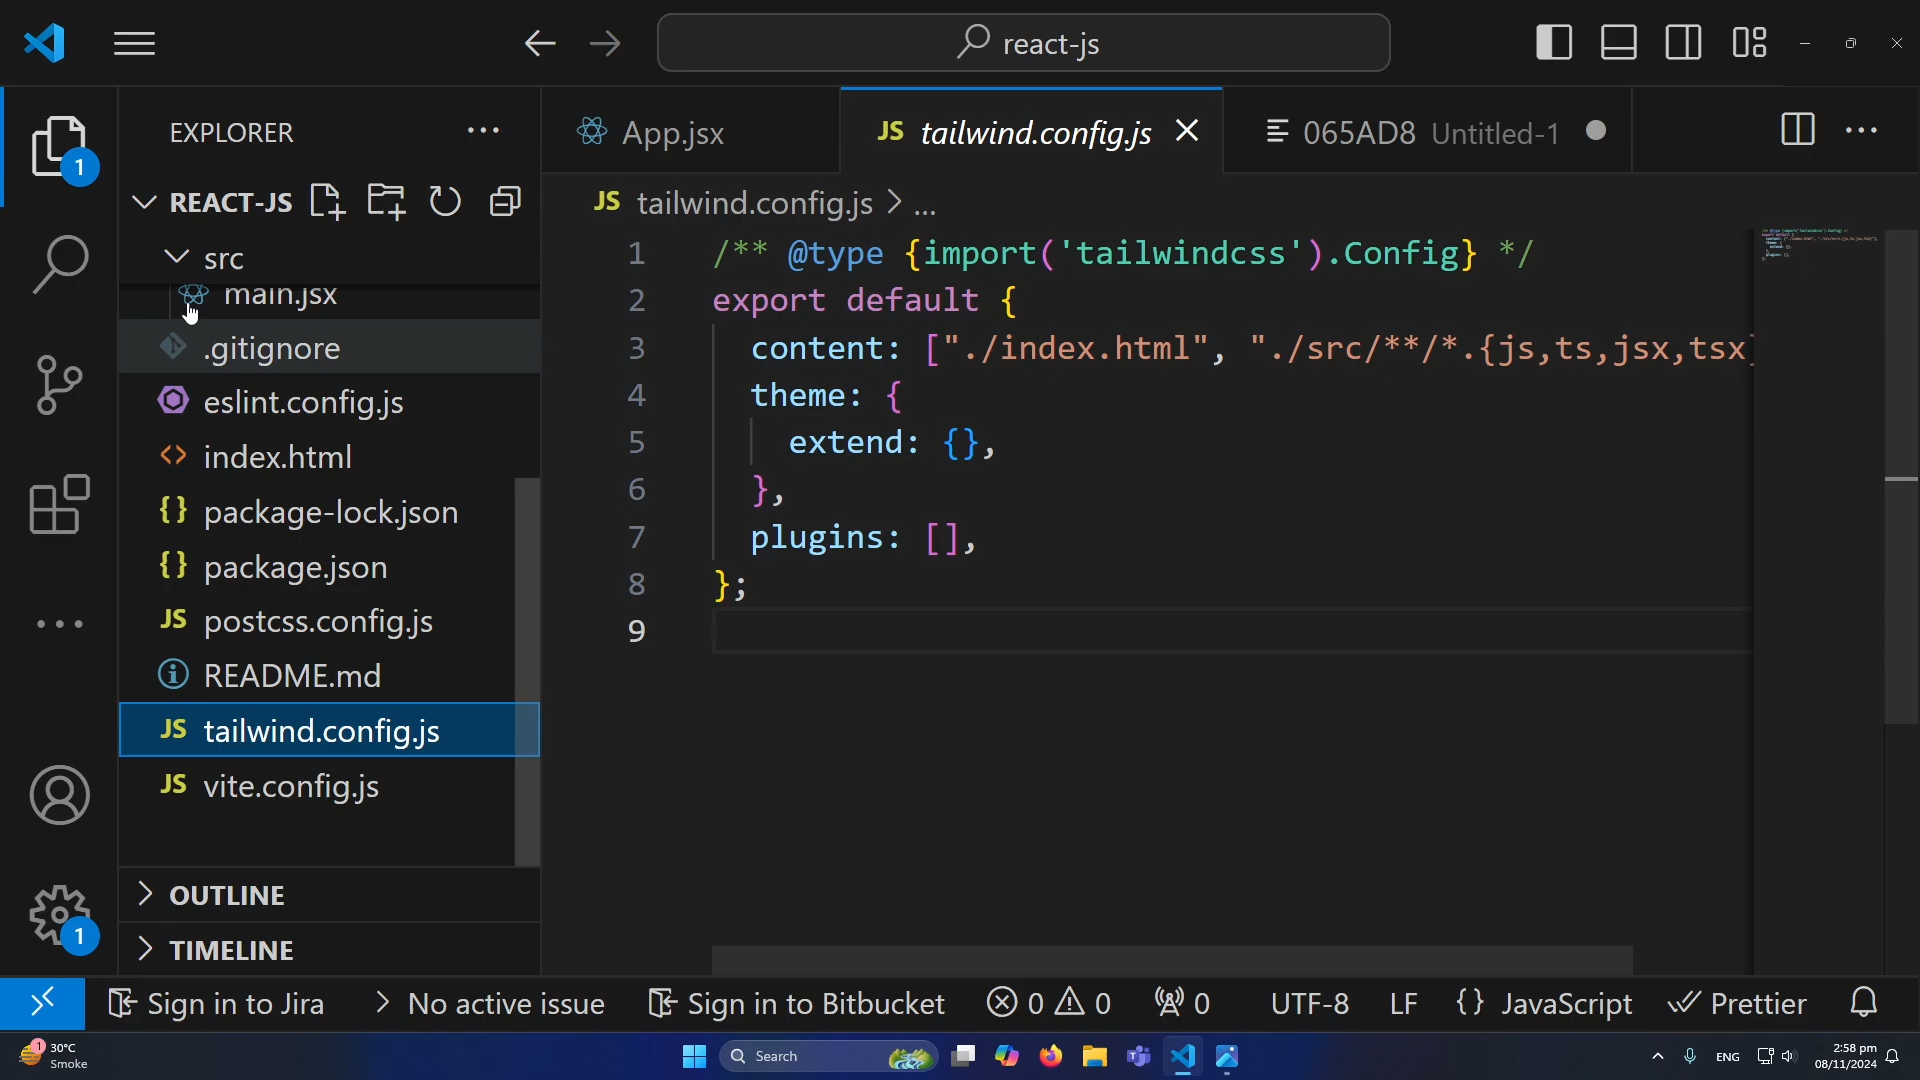 react-js
EXPLORER
App.jsx
JS tailwind.config.js
065AD8 Untitled-1
1
REACT-JS
JS tailwind.config.js > ...
src
main.jsx
.gitignore
eslint.config.js
index.html
package-lock.json
package.json
JS postcss.config.js
README.md
JS tailwind.config.js
JS vite.config.js
OUTLINE
TIMELINE
1
1 /** @type {import('tailwindcss').Config} */
2 export default {
3 content: ["./index.html", "./src/**/*.{js,ts,jsx,tsx}
4 theme: {
5 extend: {},
6 },
7 plugins: [],
8 };
9
Sign in to Jira
No active issue
Sign in to Bitbucket
0
0
0
UTF-8
LF
{} JavaScript
Prettier
1
30°C
Smoke
Search
ENG
2:58 pm
08/11/2024